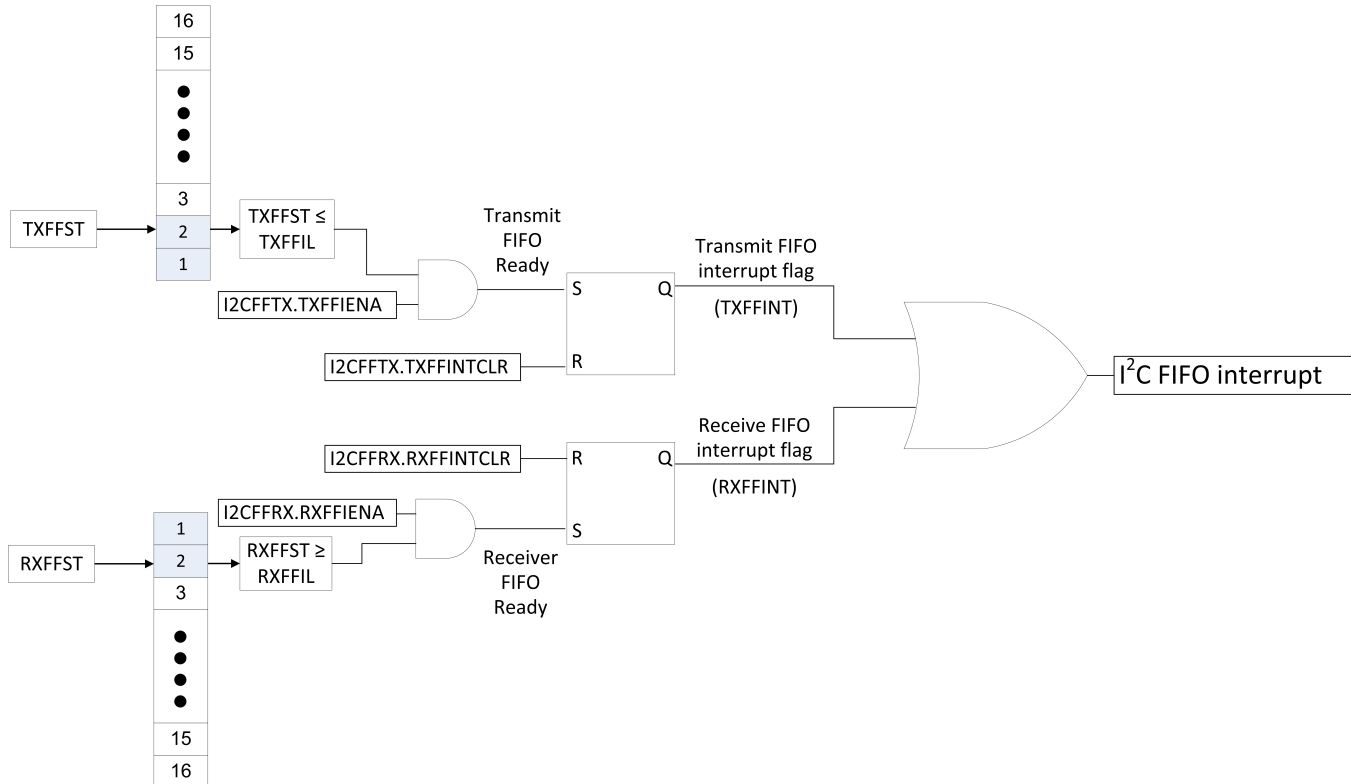 16
15
3
2
1
TXFFST
TXFFST ≤
TXFFIL
I2CFFTX.TXFFIENA
Transmit
FIFO
Ready
I2CFFTX.TXFFINTCLR
S
Q
R
Transmit FIFO
interrupt flag
(TXFFINT)
I²C FIFO interrupt
I2CFFRX.RXFFINTCLR
R
Q
S
Receive FIFO
interrupt flag
(RXFFINT)
I2CFFRX.RXFFIENA
RXFFST
1
2
3
15
16
RXFFST ≥
RXFFIL
Receiver
FIFO
Ready